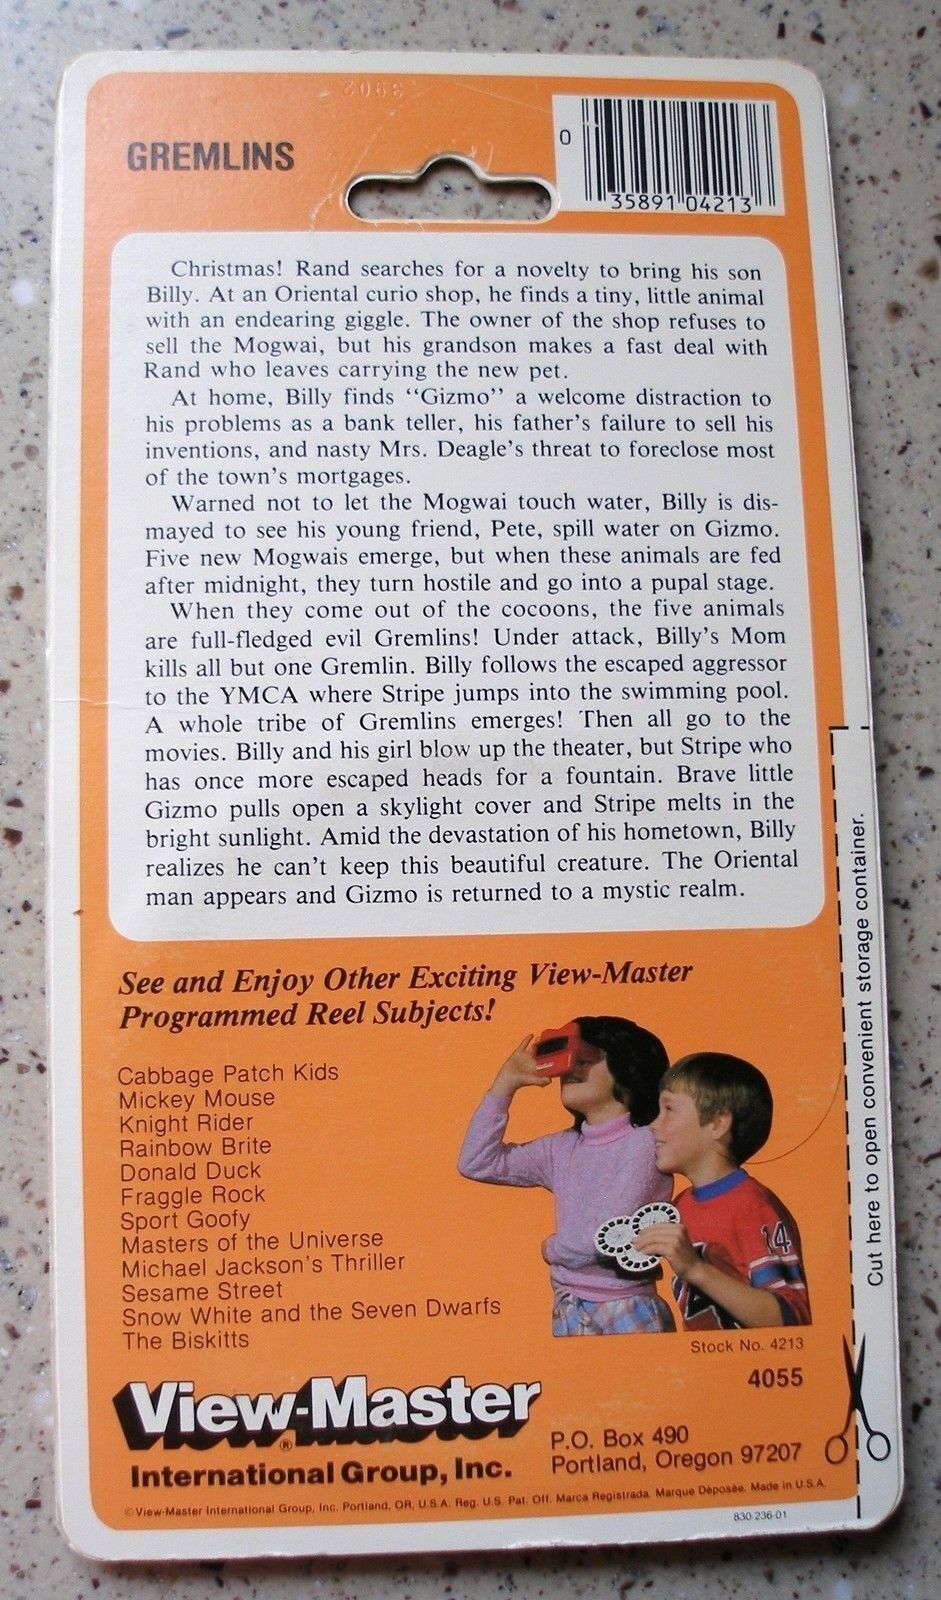 3902
GREMLINS
0
35891 04213
Christmas! Rand searches for a novelty to bring his son
Billy. At an Oriental curio shop, he finds a tiny, little animal
with an endearing giggle. The owner of the shop refuses to
sell the Mogwai, but his grandson makes a fast deal with
Rand who leaves carrying the new pet.
At home, Billy finds "Gizmo" a welcome distraction to
his problems as a bank teller, his father's failure to sell his
inventions, and nasty Mrs. Deagle's threat to foreclose most
of the town's mortgages.
Warned not to let the Mogwai touch water, Billy is dis-
mayed to see his young friend, Pete, spill water on Gizmo.
Five new Mogwais emerge, but when these animals are fed
after midnight, they turn hostile and go into a pupal stage.
When they come out of the cocoons, the five animals
are full-fledged evil Gremlins! Under attack, Billy's Mom
kills all but one Gremlin. Billy follows the escaped aggressor
to the YMCA where Stripe jumps into the swimming pool.
A whole tribe of Gremlins emerges! Then all go to the
movies. Billy and his girl blow up the theater, but Stripe who
has once more escaped heads for a fountain. Brave little
Gizmo pulls open a skylight cover and Stripe melts in the
bright sunlight. Amid the devastation of his hometown, Billy
realizes he can't keep this beautiful creature. The Oriental
man appears and Gizmo is returned to a mystic realm.
See and Enjoy Other Exciting View-Master
Programmed Reel Subjects!
Cabbage Patch Kids
Mickey Mouse
Knight Rider
Rainbow Brite
Donald Duck
Fraggle Rock
Sport Goofy
Masters of the Universe
Michael Jackson's Thriller
Sesame Street
Snow White and the Seven Dwarfs
The Biskitts
14
Cut here to open convenient storage container.
Stock No. 4213
4055
View-Master®
International Group, Inc.
P.O. Box 490
Portland, Oregon 97207
©View-Master International Group, Inc. Portland, OR, U.S.A. Reg. U.S. Pat. Off. Marca Registrada. Marque Déposée. Made in U.S.A.
830-236-01